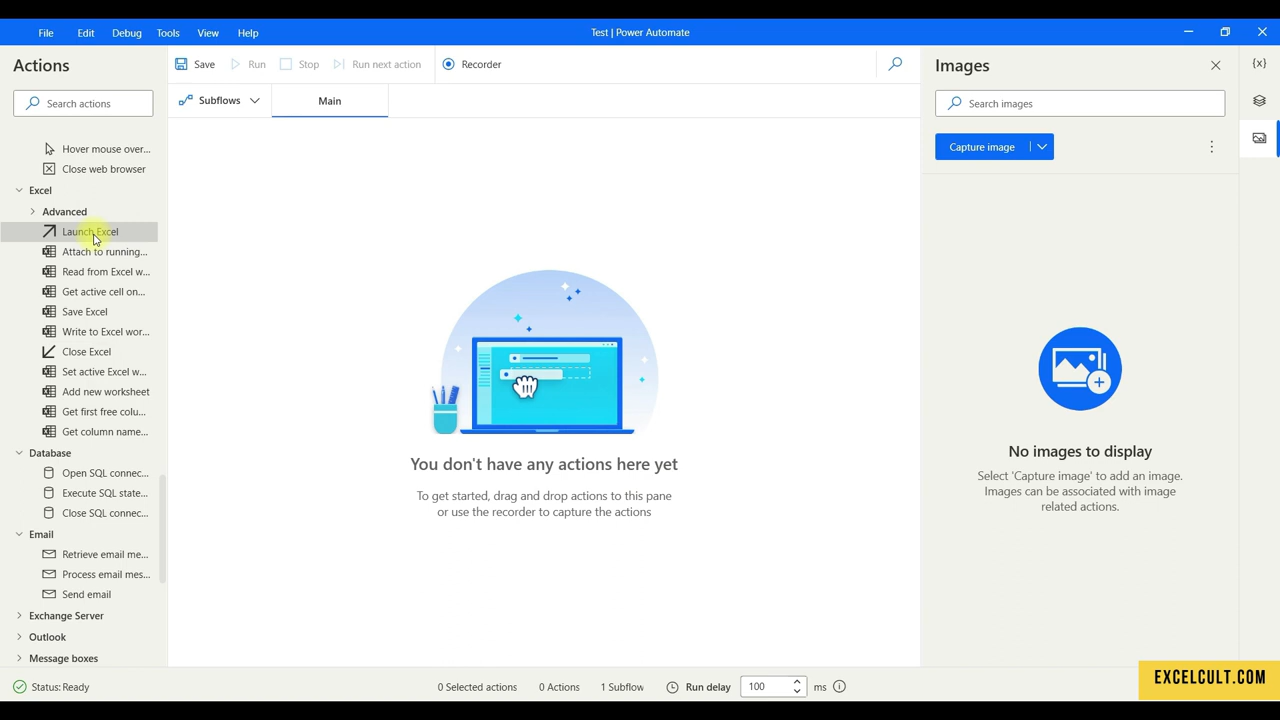 File Edit Debug Tools View Help
Test | Power Automate
Actions
Search actions
Hover mouse over...
Close web browser
Excel
Advanced
Launch Excel
Attach to running...
Read from Excel w...
Get active cell on...
Save Excel
Write to Excel wor...
Close Excel
Set active Excel w...
Add new worksheet
Get first free colu...
Get column name...
Database
Open SQL connec...
Execute SQL state...
Close SQL connec...
Email
Retrieve email me...
Process email mes...
Send email
Exchange Server
Outlook
Message boxes
Save Run Stop Run next action Recorder
Subflows Main
You don't have any actions here yet
To get started, drag and drop actions to this pane
or use the recorder to capture the actions
Images
Search images
Capture image
{x}
No images to display
Select 'Capture image' to add an image.
Images can be associated with image
related actions.
Status: Ready 0 Selected actions 0 Actions 1 Subflow Run delay 100 ms
EXCELCULT.COM